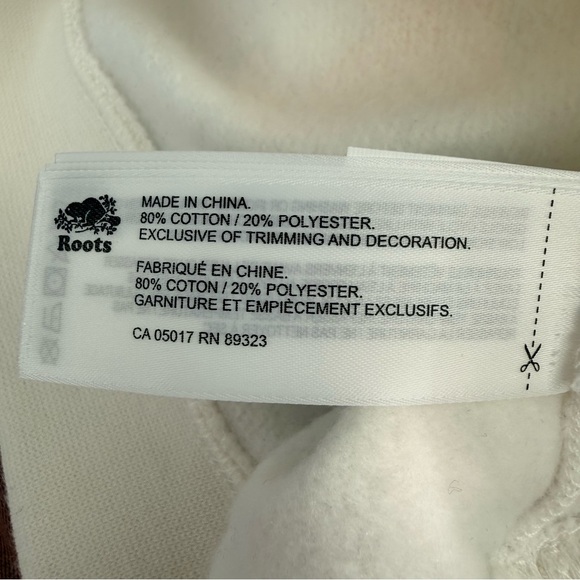 Roots
MADE IN CHINA.
80% COTTON / 20% POLYESTER.
EXCLUSIVE OF TRIMMING AND DECORATION.
FABRIQUÉ EN CHINE.
80% COTON / 20% POLYESTER.
GARNITURE ET EMPIÈCEMENT EXCLUSIFS.
CA 05017 RN 89323